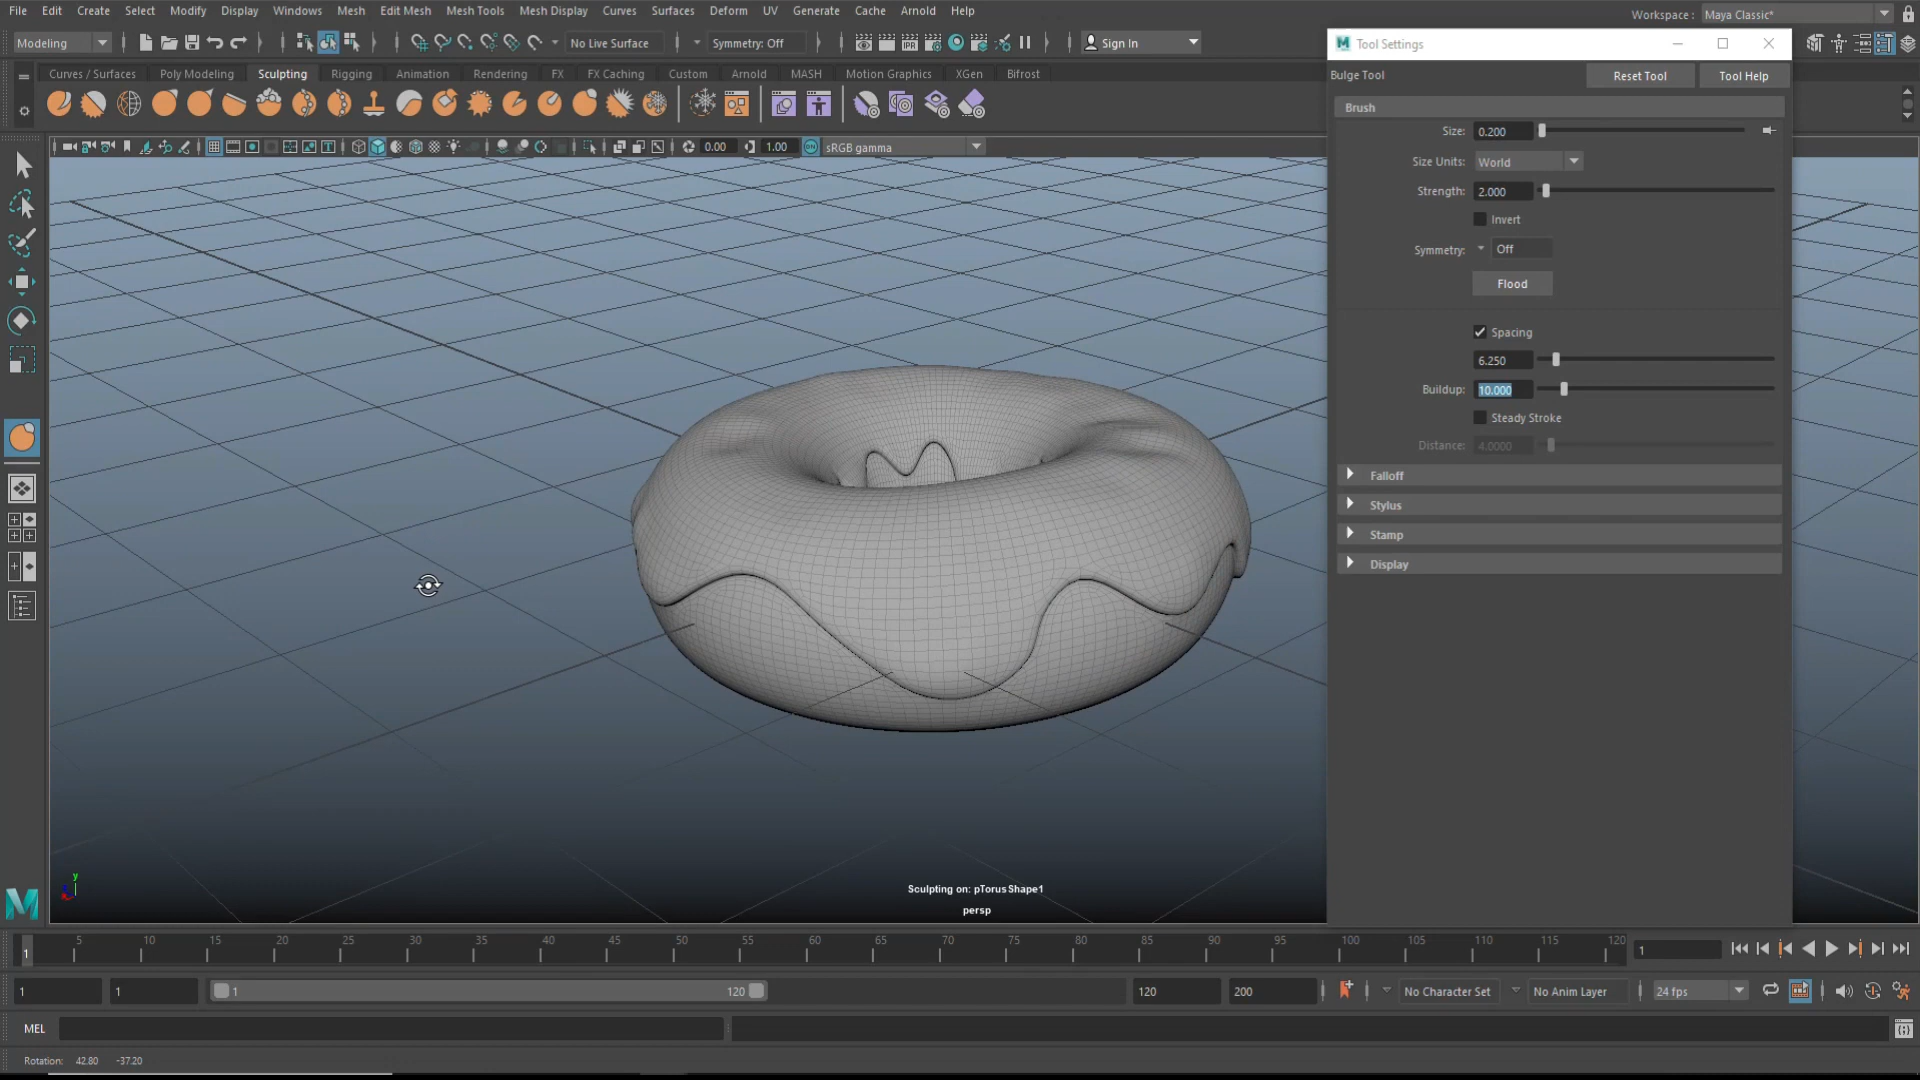 File Edit Create Select Modify Display Windows Mesh Edit Mesh Mesh Tools Mesh Display Curves Surfaces Deform UV Generate Cache Arnold Help
Workspace : Maya Classic*
Modeling
No Live Surface
Symmetry: Off
IPR
Sign In
Tool Settings
Curves / Surfaces Poly Modeling Sculpting Rigging Animation Rendering FX FX Caching Custom Arnold MASH Motion Graphics XGen Bifrost
Bulge Tool
Reset Tool
Tool Help
Brush
Size: 0.200
Size Units: World
Strength: 2.000
Invert
Symmetry: Off
Flood
Spacing
6.250
Buildup: 10.000
Steady Stroke
Distance: 4.0000
Falloff
Stylus
Stamp
Display
0.00
1.00
ON
sRGB gamma
y
Sculpting on: pTorusShape1
persp
M
1
5 10 15 20 25 30 35 40 45 50 55 60 65 70 75 80 85 90 95 100 105 110 115 120
1
1
1
1
120
120
200
No Character Set
No Anim Layer
24 fps
MEL
Rotation: 42.80 -37.20